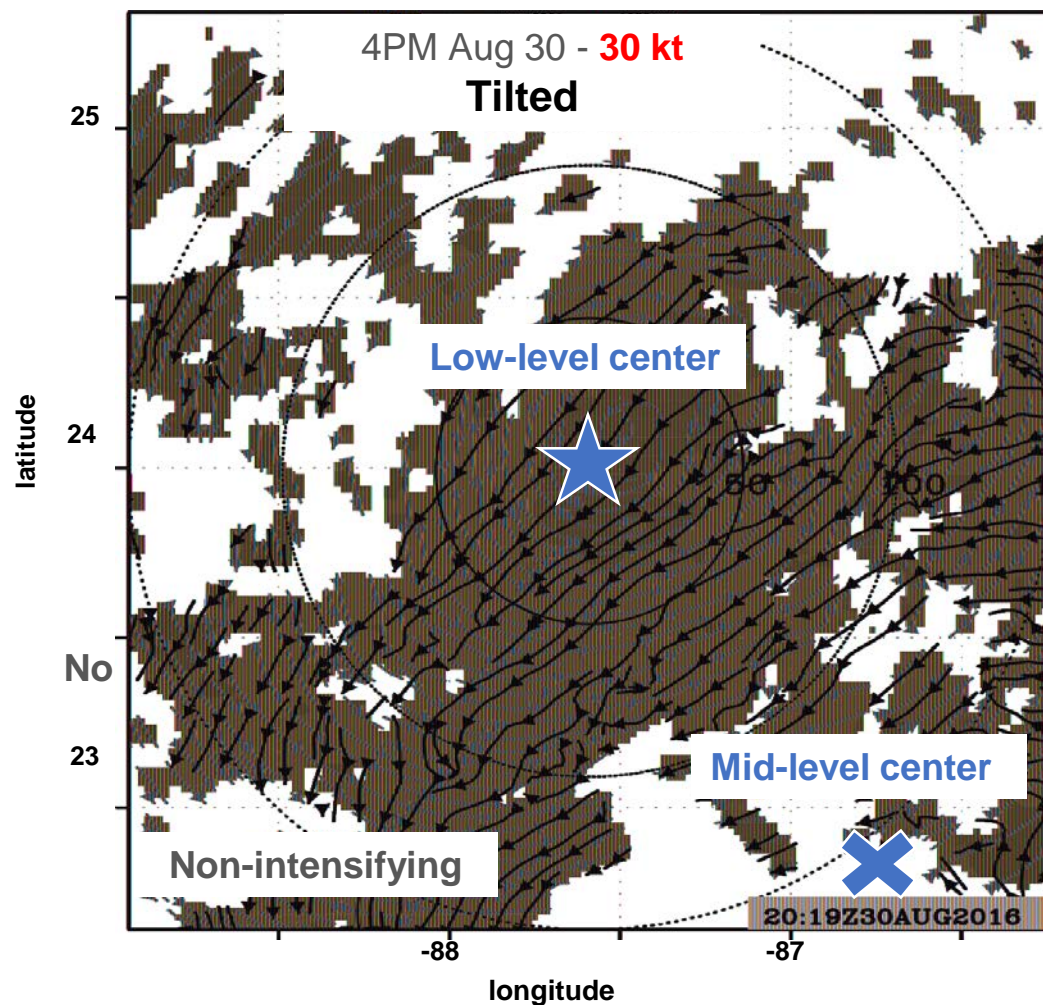 4PM Aug 30 - 30 kt
Tilted
25
Low-level center
24
latitude
50
100
No
23
Mid-level center
Non-intensifying
20:19Z30AUG2016
-88
-87
longitude